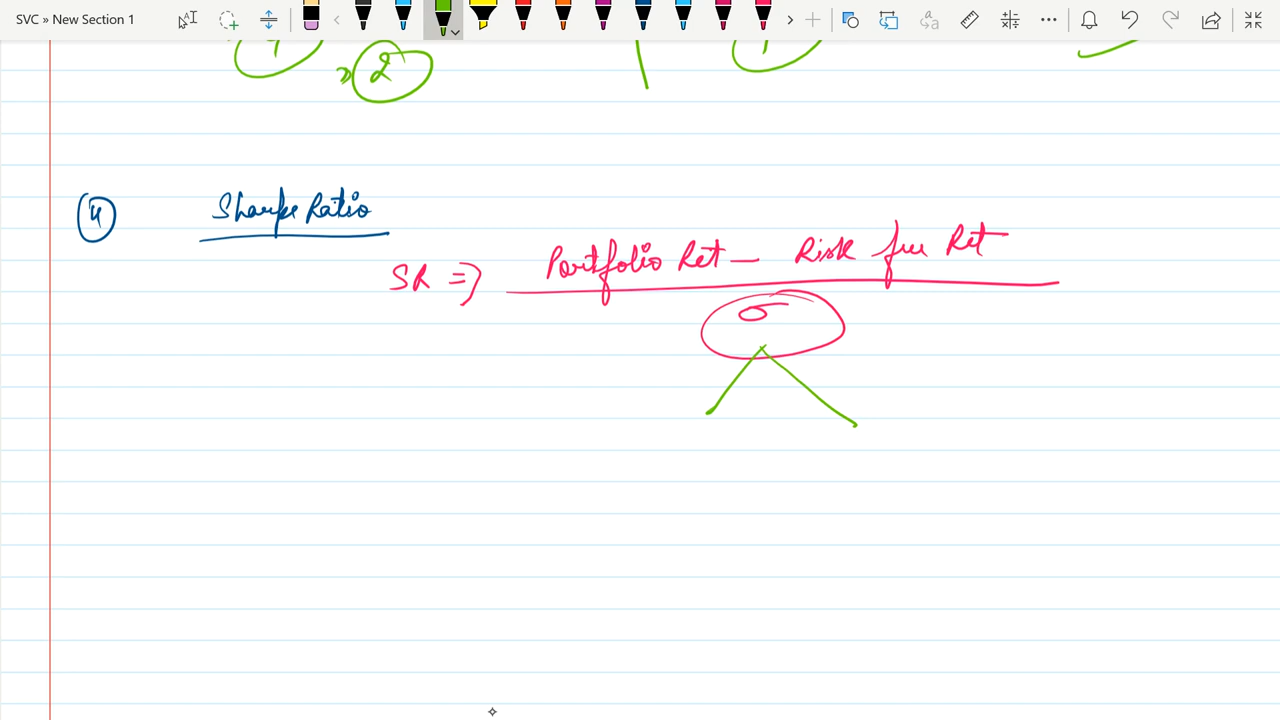 SVC » New Section 1
2
4 Sharpe Ratio
SR ⇒ Portfolio Ret – Risk free Ret
σ